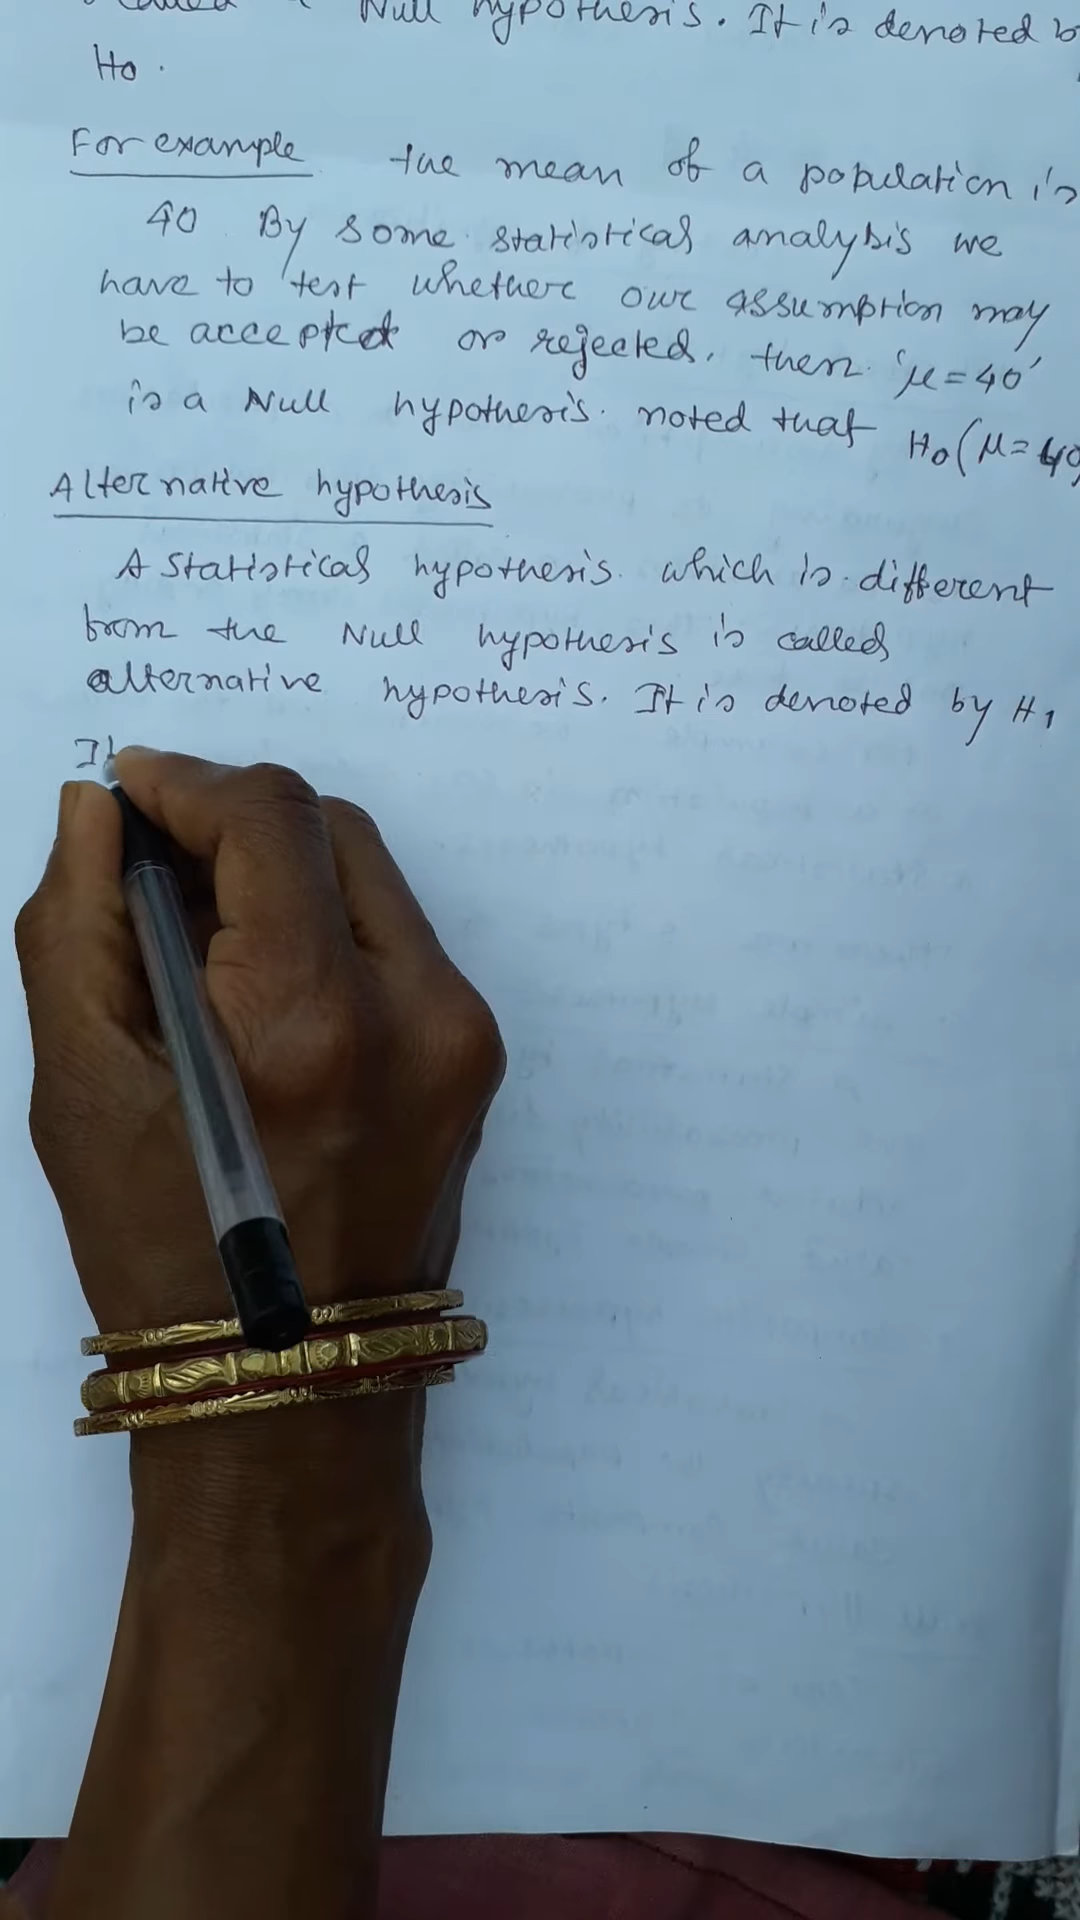 called a Null hypothesis. It is denoted b
Ho.
For example the mean of a population is
40 By some statistical analysis we
have to test whether our assumption may
be accepted or rejected, then 'μ=40'
is a Null hypothesis. noted that Ho(μ=40)
Alternative hypothesis
A statistical hypothesis which is different
from the Null hypothesis is called
alternative hypothesis. It is denoted by H1